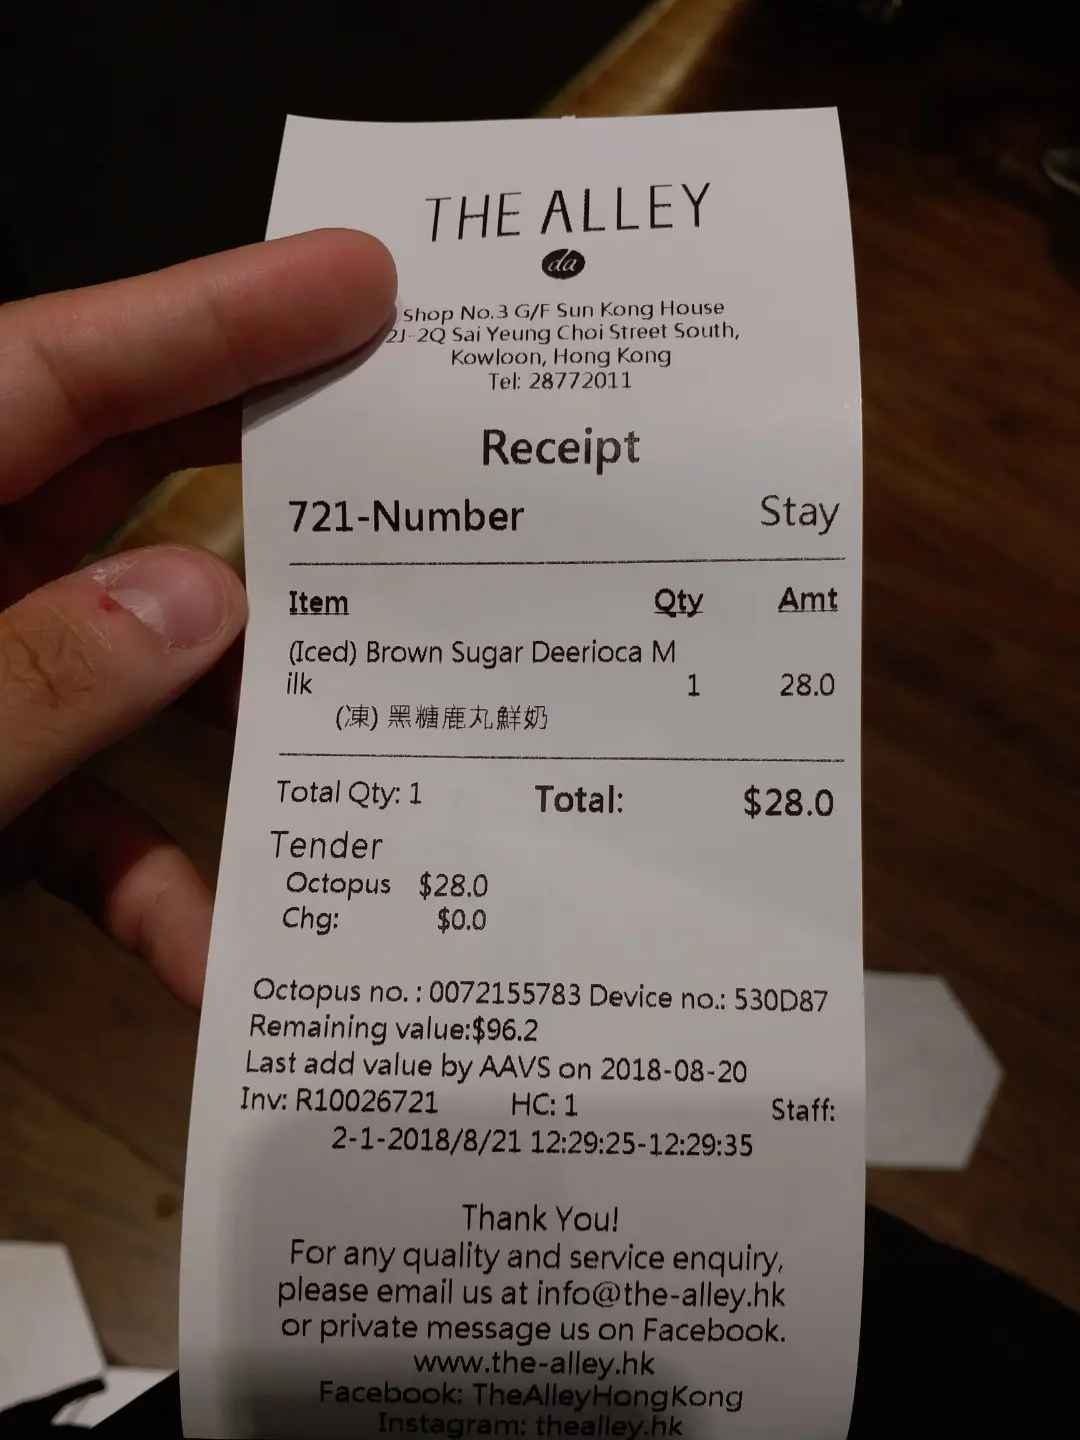 THE ALLEY
da
Shop No.3 G/F Sun Kong House
2J-2Q Sai Yeung Choi Street South,
Kowloon, Hong Kong
Tel: 28772011
Receipt
721-Number Stay
Item Qty Amt
(Iced) Brown Sugar Deerioca M
ilk 1 28.0
(凍) 黑糖鹿丸鮮奶
Total Qty: 1 Total: $28.0
Tender
Octopus $28.0
Chg: $0.0
Octopus no. : 0072155783 Device no.: 530D87
Remaining value:$96.2
Last add value by AAVS on 2018-08-20
Inv: R10026721 HC: 1 Staff:
2-1-2018/8/21 12:29:25-12:29:35
Thank You!
For any quality and service enquiry,
please email us at info@the-alley.hk
or private message us on Facebook.
www.the-alley.hk
Facebook: TheAlleyHongKong
Instagram: thealley.hk